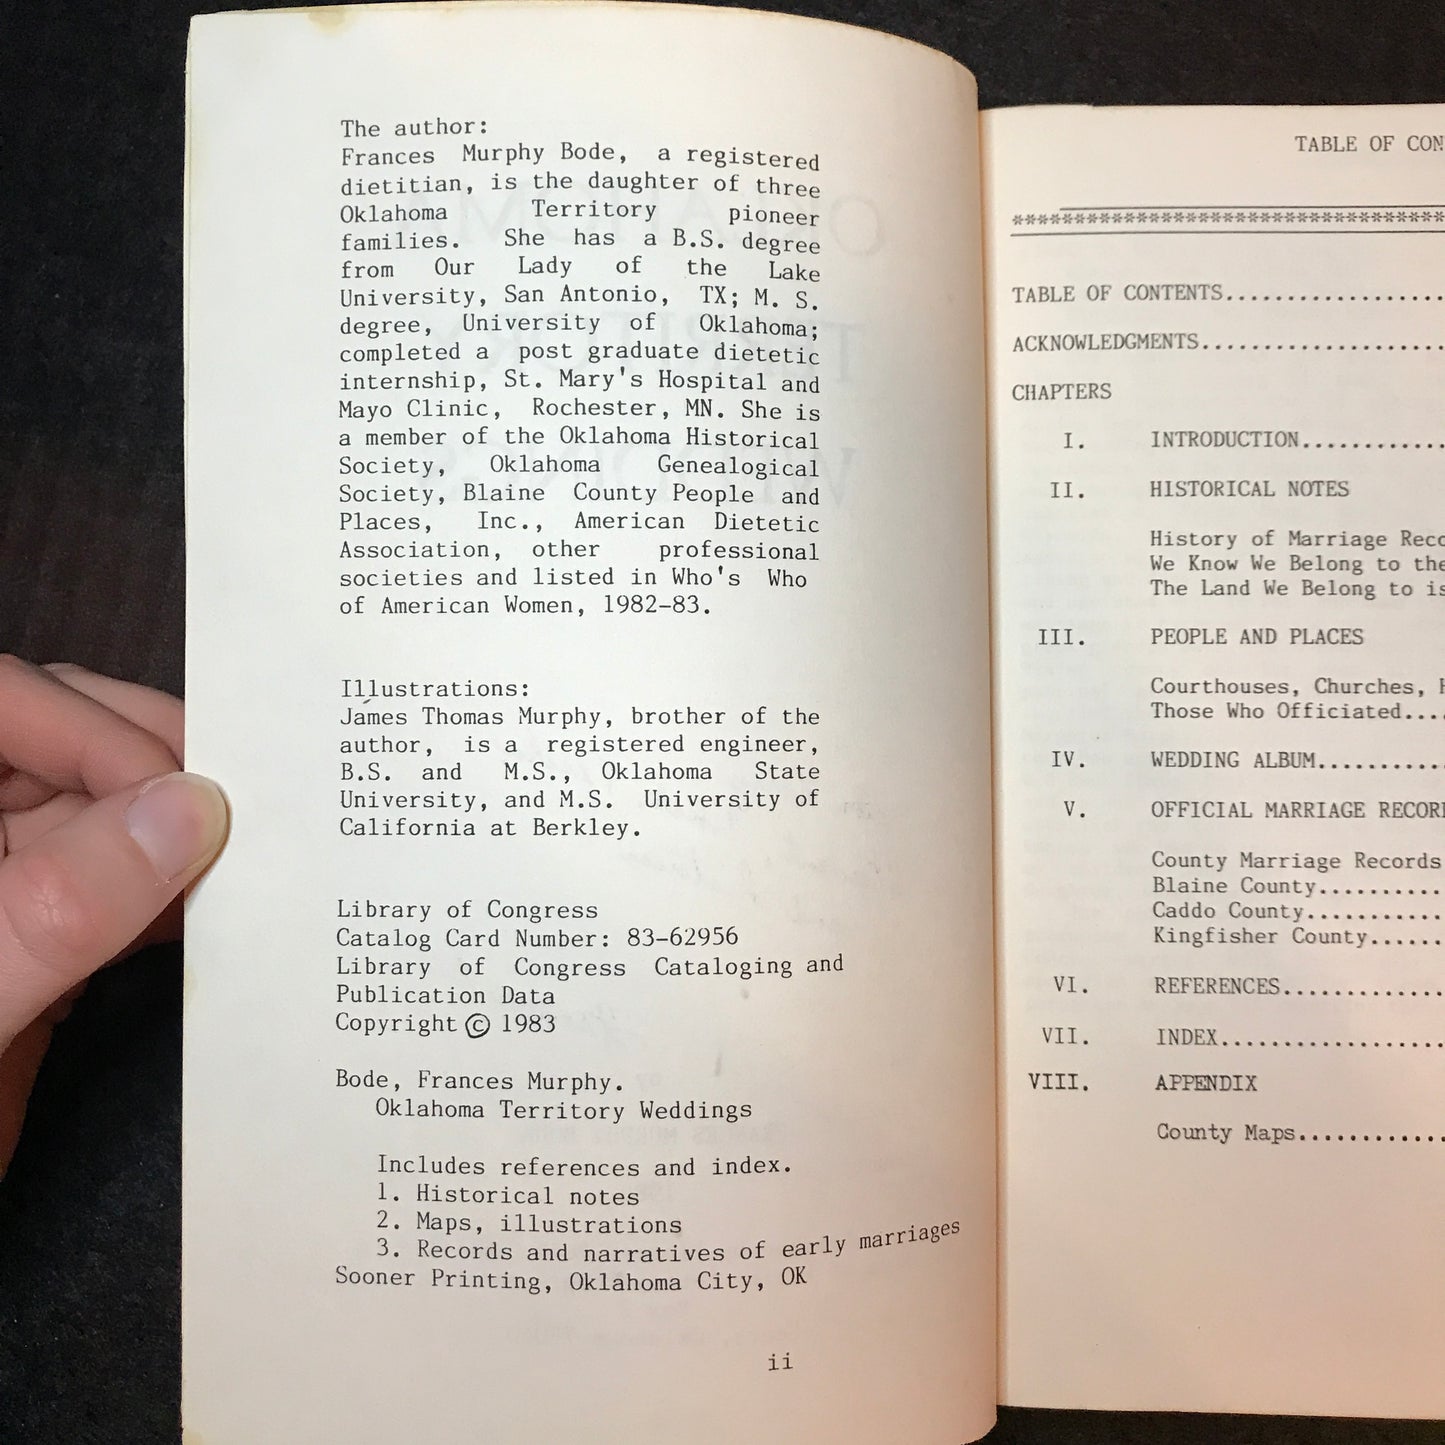 The author:
Frances Murphy Bode, a registered
dietitian, is the daughter of three
Oklahoma Territory pioneer
families. She has a B.S. degree
from Our Lady of the Lake
University, San Antonio, TX; M. S.
degree, University of Oklahoma;
completed a post graduate dietetic
internship, St. Mary's Hospital and
Mayo Clinic, Rochester, MN. She is
a member of the Oklahoma Historical
Society, Oklahoma Genealogical
Society, Blaine County People and
Places, Inc., American Dietetic
Association, other professional
societies and listed in Who's Who
of American Women, 1982-83.
Illustrations:
James Thomas Murphy, brother of the
author, is a registered engineer,
B.S. and M.S., Oklahoma State
University, and M.S. University of
California at Berkley.
Library of Congress
Catalog Card Number: 83-62956
Library of Congress Cataloging and
Publication Data
Copyright © 1983
Bode, Frances Murphy.
Oklahoma Territory Weddings
Includes references and index.
1. Historical notes
2. Maps, illustrations
3. Records and narratives of early marriages
Sooner Printing, Oklahoma City, OK
ii
TABLE OF CON
*************************************
TABLE OF CONTENTS..................
ACKNOWLEDGMENTS....................
CHAPTERS
I. INTRODUCTION............
II. HISTORICAL NOTES
History of Marriage Reco
We Know We Belong to the
The Land We Belong to is
III. PEOPLE AND PLACES
Courthouses, Churches, H
Those Who Officiated....
IV. WEDDING ALBUM..........
V. OFFICIAL MARRIAGE RECOR
County Marriage Records
Blaine County..........
Caddo County...........
Kingfisher County......
VI. REFERENCES.............
VII. INDEX..................
VIII. APPENDIX
County Maps............